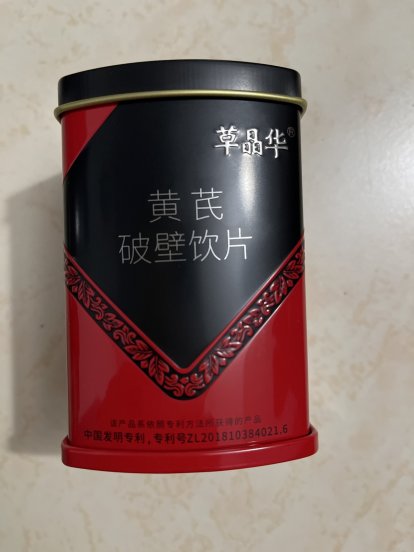 草晶华®
黄芪
破壁饮片
该产品系依照专利方法所获得的产品
中国发明专利，专利号ZL201810384021.6